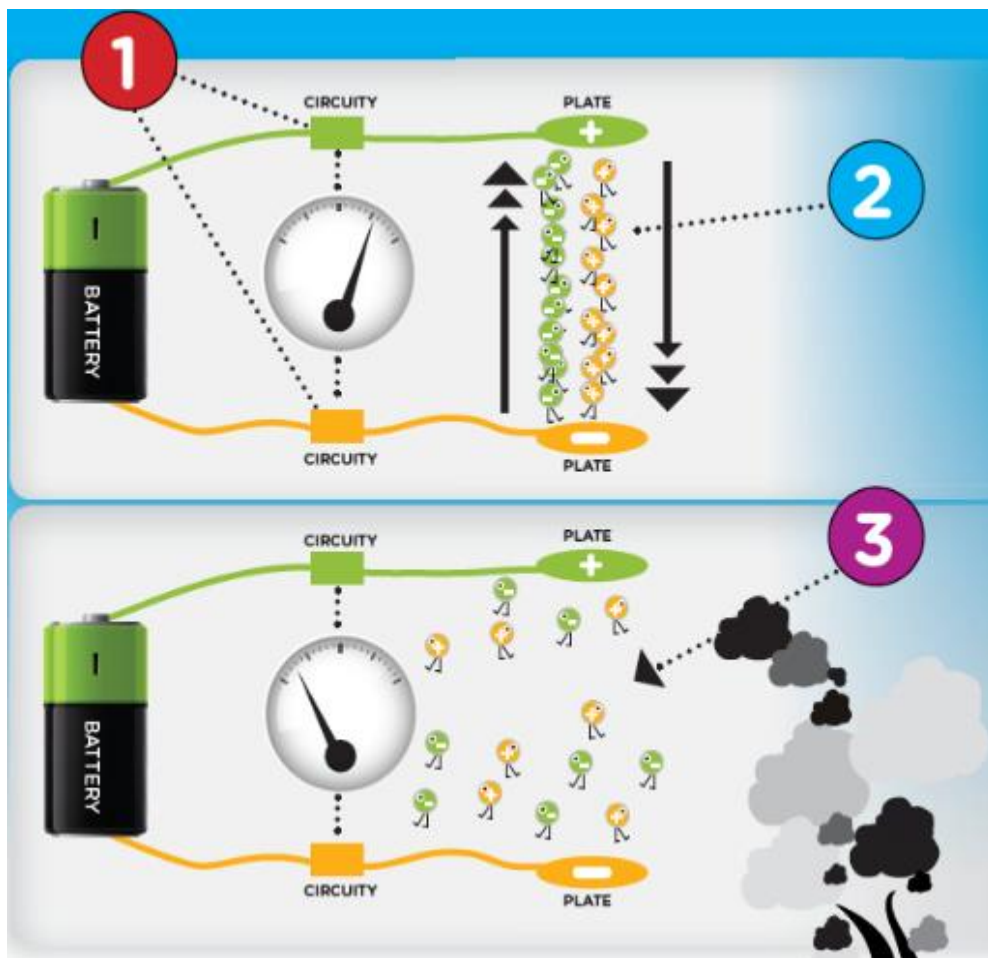 1
CIRCUITY
PLATE
+
2
I
BATTERY
–
CIRCUITY
PLATE
3
CIRCUITY
PLATE
+
I
BATTERY
–
CIRCUITY
PLATE